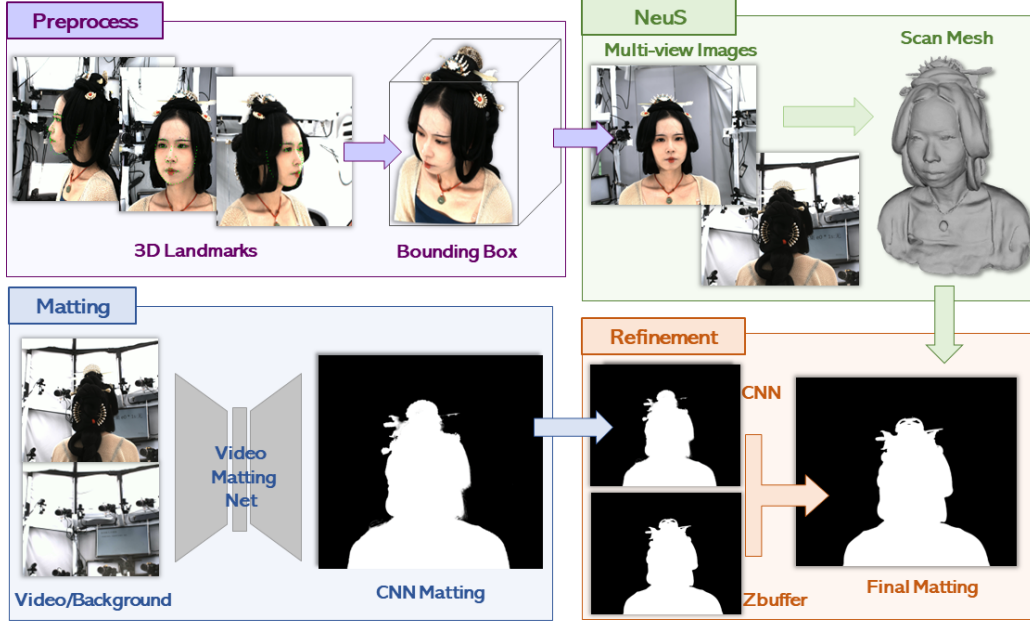 Preprocess
3D Landmarks
Bounding Box
NeuS
Multi-view Images
Scan Mesh
Matting
Video
Matting
Net
Video/Background
CNN Matting
Refinement
CNN
Zbuffer
Final Matting